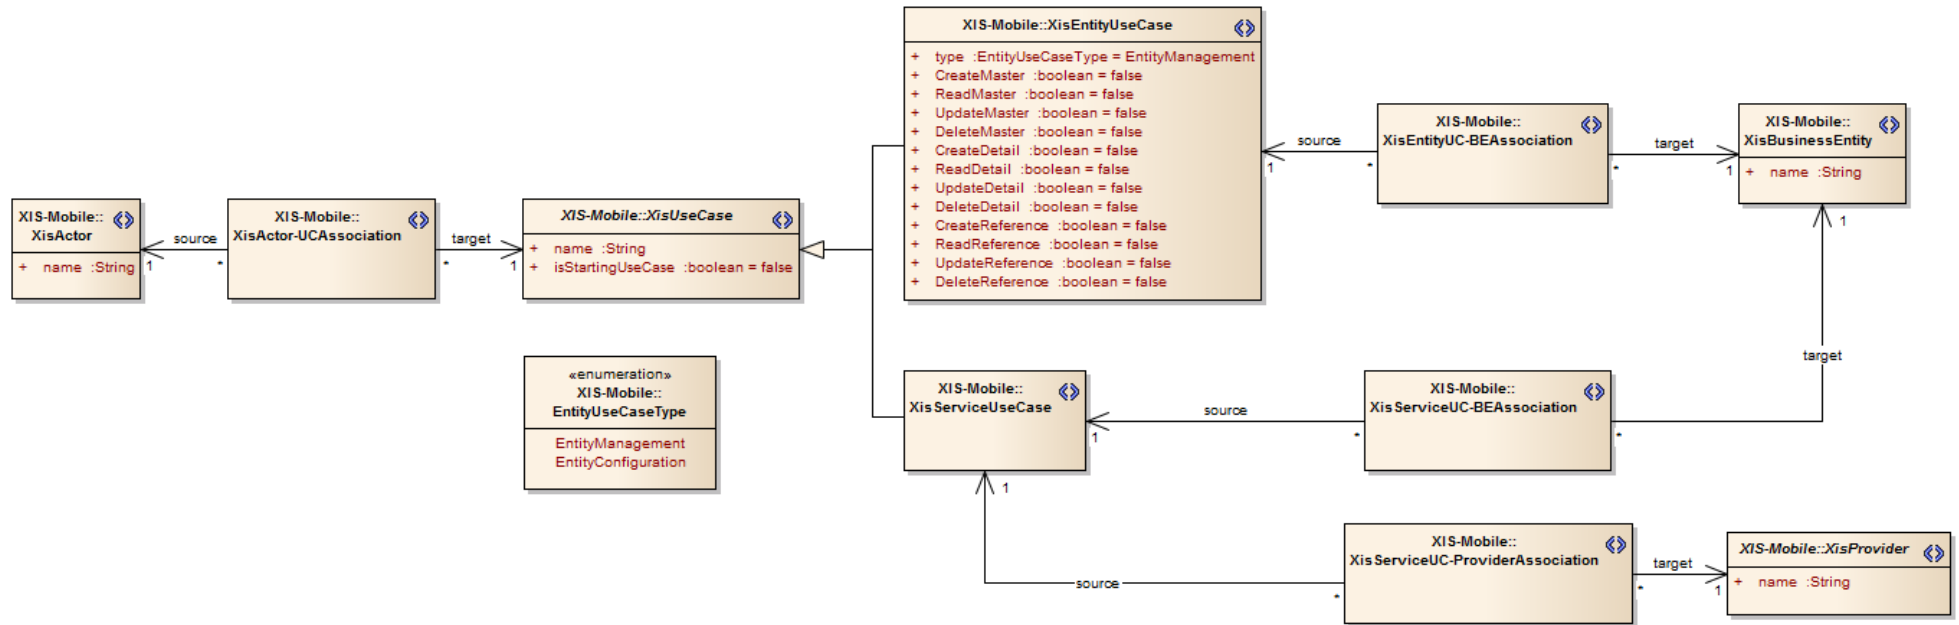 XIS-Mobile::XisEntityUseCase
+ type :EntityUseCaseType = EntityManagement
+ CreateMaster :boolean = false
+ ReadMaster :boolean = false
+ UpdateMaster :boolean = false
+ DeleteMaster :boolean = false
+ CreateDetail :boolean = false
+ ReadDetail :boolean = false
+ UpdateDetail :boolean = false
+ DeleteDetail :boolean = false
+ CreateReference :boolean = false
+ ReadReference :boolean = false
+ UpdateReference :boolean = false
+ DeleteReference :boolean = false
source
1
*
XIS-Mobile::
XisEntityUC-BEAssociation
target
*
1
XIS-Mobile::
XisBusinessEntity
+ name :String
XIS-Mobile::
XisActor
+ name :String
source
1
*
XIS-Mobile::
XisActor-UCAssociation
target
*
1
XIS-Mobile::XisUseCase
+ name :String
+ isStartingUseCase :boolean = false
1
target
«enumeration»
XIS-Mobile::
EntityUseCaseType
EntityManagement
EntityConfiguration
XIS-Mobile::
XisServiceUseCase
source
1
*
XIS-Mobile::
XisServiceUC-BEAssociation
*
1
source
*
XIS-Mobile::
XisServiceUC-ProviderAssociation
target
*
1
XIS-Mobile::XisProvider
+ name :String